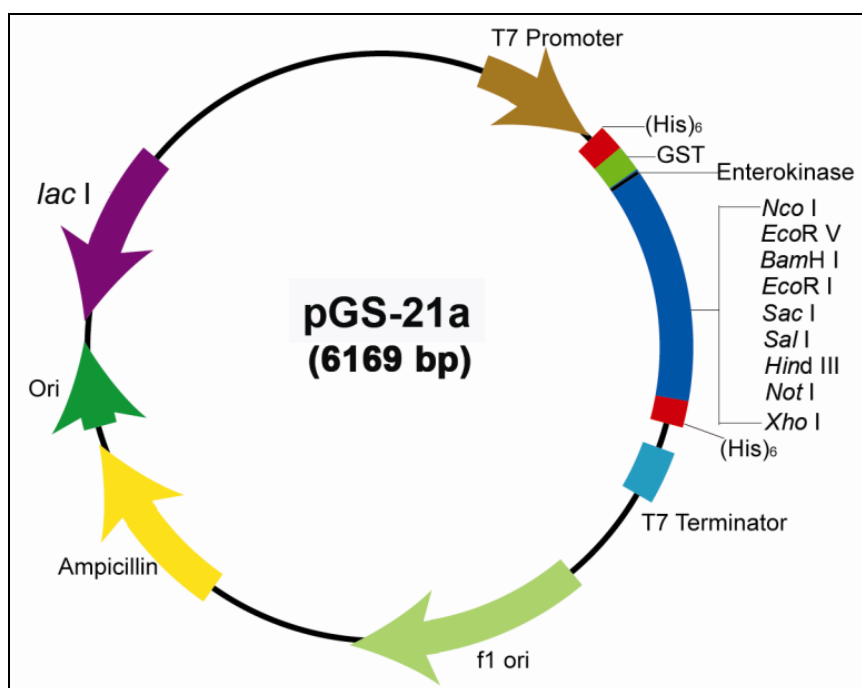 T7 Promoter
(His)6
GST
Enterokinase
Nco I
EcoR V
BamH I
EcoR I
Sac I
Sal I
Hind III
Not I
Xho I
(His)6
T7 Terminator
f1 ori
Ampicillin
Ori
lac I
pGS-21a
(6169 bp)